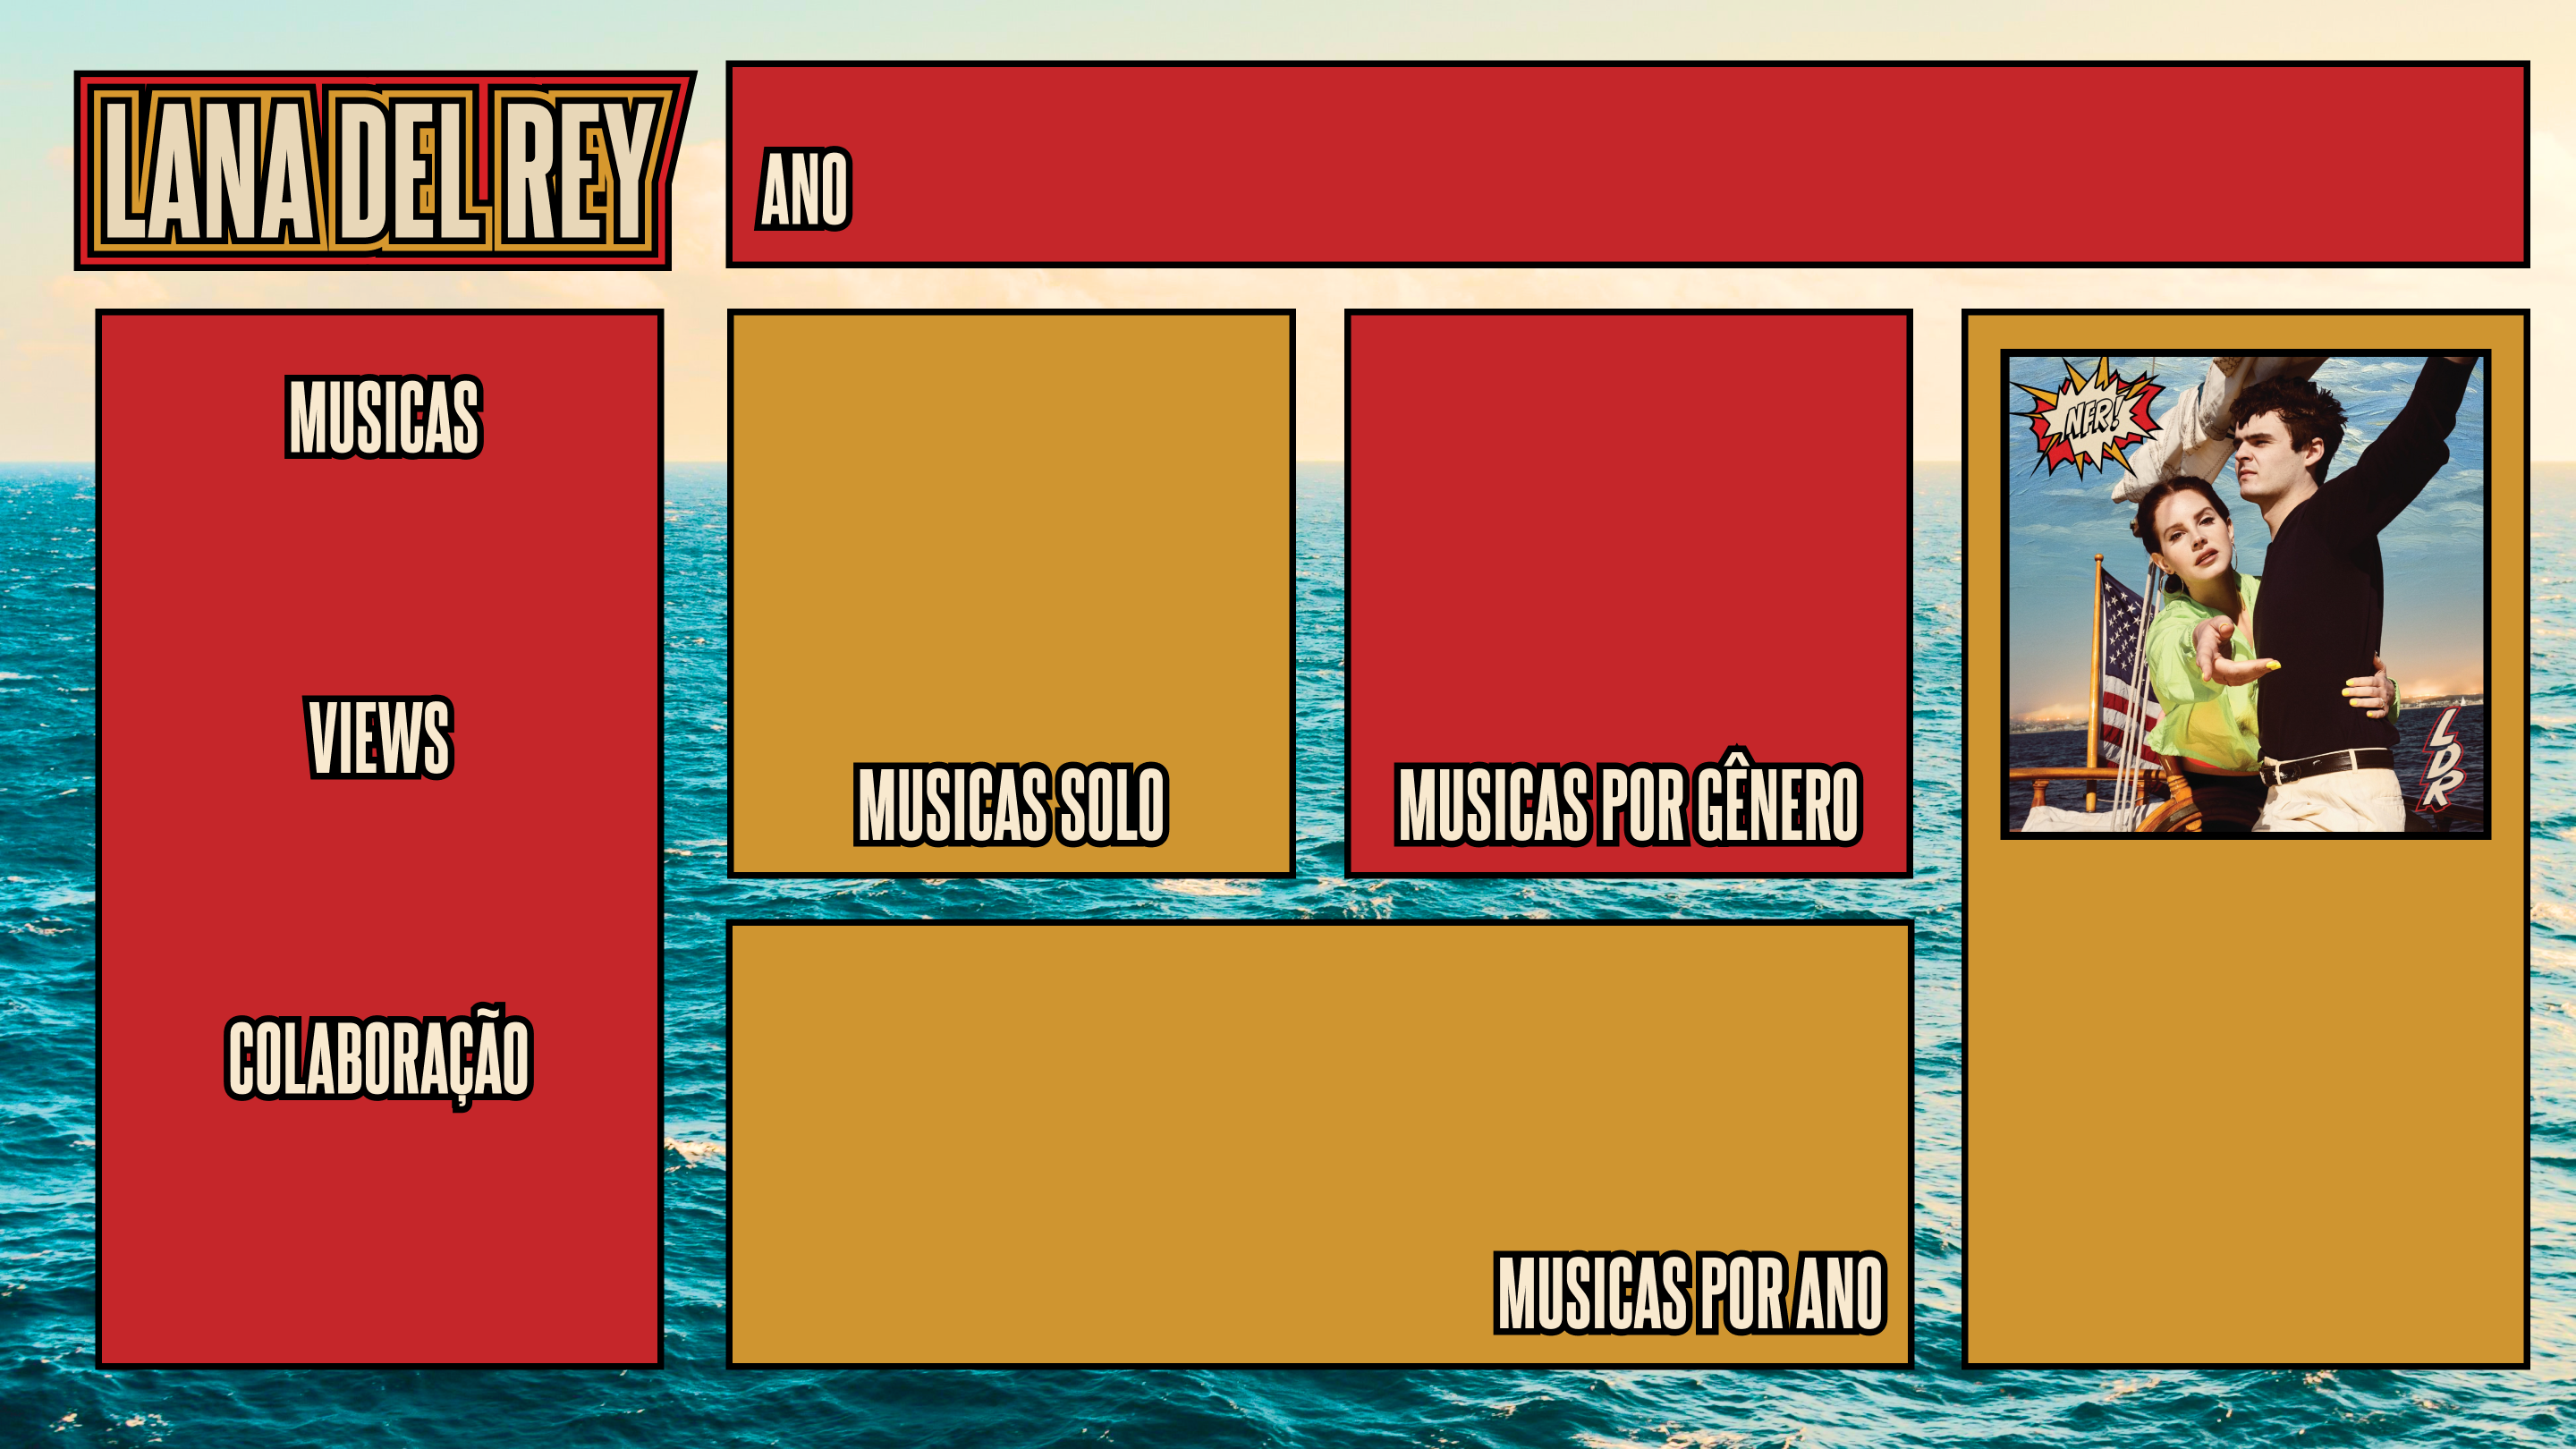 LANA DEL REY
ANO
MUSICAS
VIEWS
COLABORAÇÃO
MUSICAS SOLO
MUSICAS POR GÊNERO
NFR!
LDR
MUSICAS POR ANO